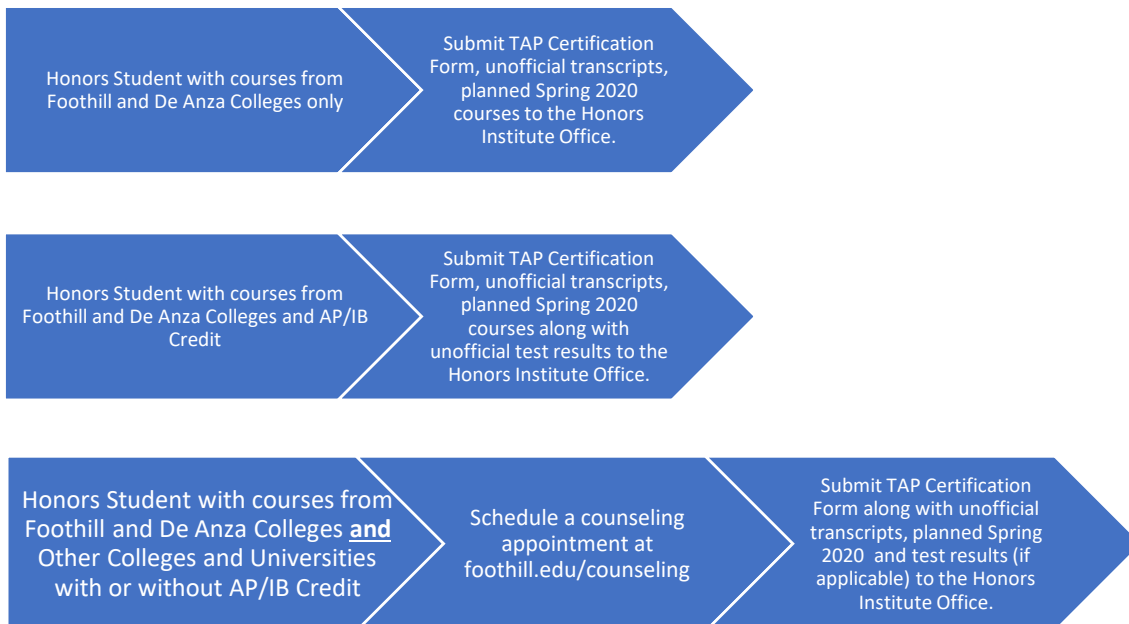 Honors Student with courses from
Foothill and De Anza Colleges only
Submit TAP Certification
Form, unofficial transcripts,
planned Spring 2020
courses to the Honors
Institute Office.
Honors Student with courses from
Foothill and De Anza Colleges and AP/IB
Credit
Submit TAP Certification
Form, unofficial transcripts,
planned Spring 2020
courses along with
unofficial test results to the
Honors Institute Office.
Honors Student with courses from
Foothill and De Anza Colleges and
Other Colleges and Universities
with or without AP/IB Credit
Schedule a counseling
appointment at
foothill.edu/counseling
Submit TAP Certification
Form along with unofficial
transcripts, planned Spring
2020 and test results (if
applicable) to the Honors
Institute Office.